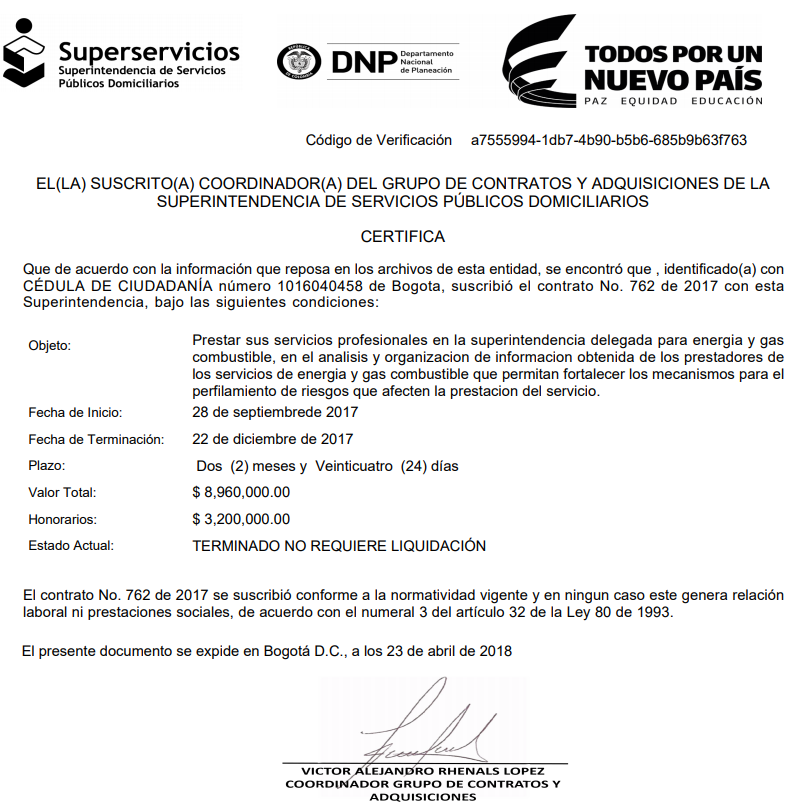 Superservicios
Superintendencia de Servicios
Públicos Domiciliarios
DNP Departamento
Nacional
de Planeación
TODOS POR UN
NUEVO PAÍS
PAZ EQUIDAD EDUCACIÓN
Código de Verificación a7555994-1db7-4b90-b5b6-685b9b63f763
EL(LA) SUSCRITO(A) COORDINADOR(A) DEL GRUPO DE CONTRATOS Y ADQUISICIONES DE LA
SUPERINTENDENCIA DE SERVICIOS PÚBLICOS DOMICILIARIOS
CERTIFICA
Que de acuerdo con la información que reposa en los archivos de esta entidad, se encontró que , identificado(a) con
CÉDULA DE CIUDADANÍA número 1016040458 de Bogota, suscribió el contrato No. 762 de 2017 con esta
Superintendencia, bajo las siguientes condiciones:
Objeto: Prestar sus servicios profesionales en la superintendencia delegada para energia y gas
combustible, en el analisis y organizacion de informacion obtenida de los prestadores de
los servicios de energia y gas combustible que permitan fortalecer los mecanismos para el
perfilamiento de riesgos que afecten la prestacion del servicio.
Fecha de Inicio: 28 de septiembrede 2017
Fecha de Terminación: 22 de diciembre de 2017
Plazo: Dos (2) meses y Veinticuatro (24) días
Valor Total: $ 8,960,000.00
Honorarios: $ 3,200,000.00
Estado Actual: TERMINADO NO REQUIERE LIQUIDACIÓN
El contrato No. 762 de 2017 se suscribió conforme a la normatividad vigente y en ningun caso este genera relación
laboral ni prestaciones sociales, de acuerdo con el numeral 3 del artículo 32 de la Ley 80 de 1993.
El presente documento se expide en Bogotá D.C., a los 23 de abril de 2018
VICTOR ALEJANDRO RHENALS LOPEZ
COORDINADOR GRUPO DE CONTRATOS Y
ADQUISICIONES